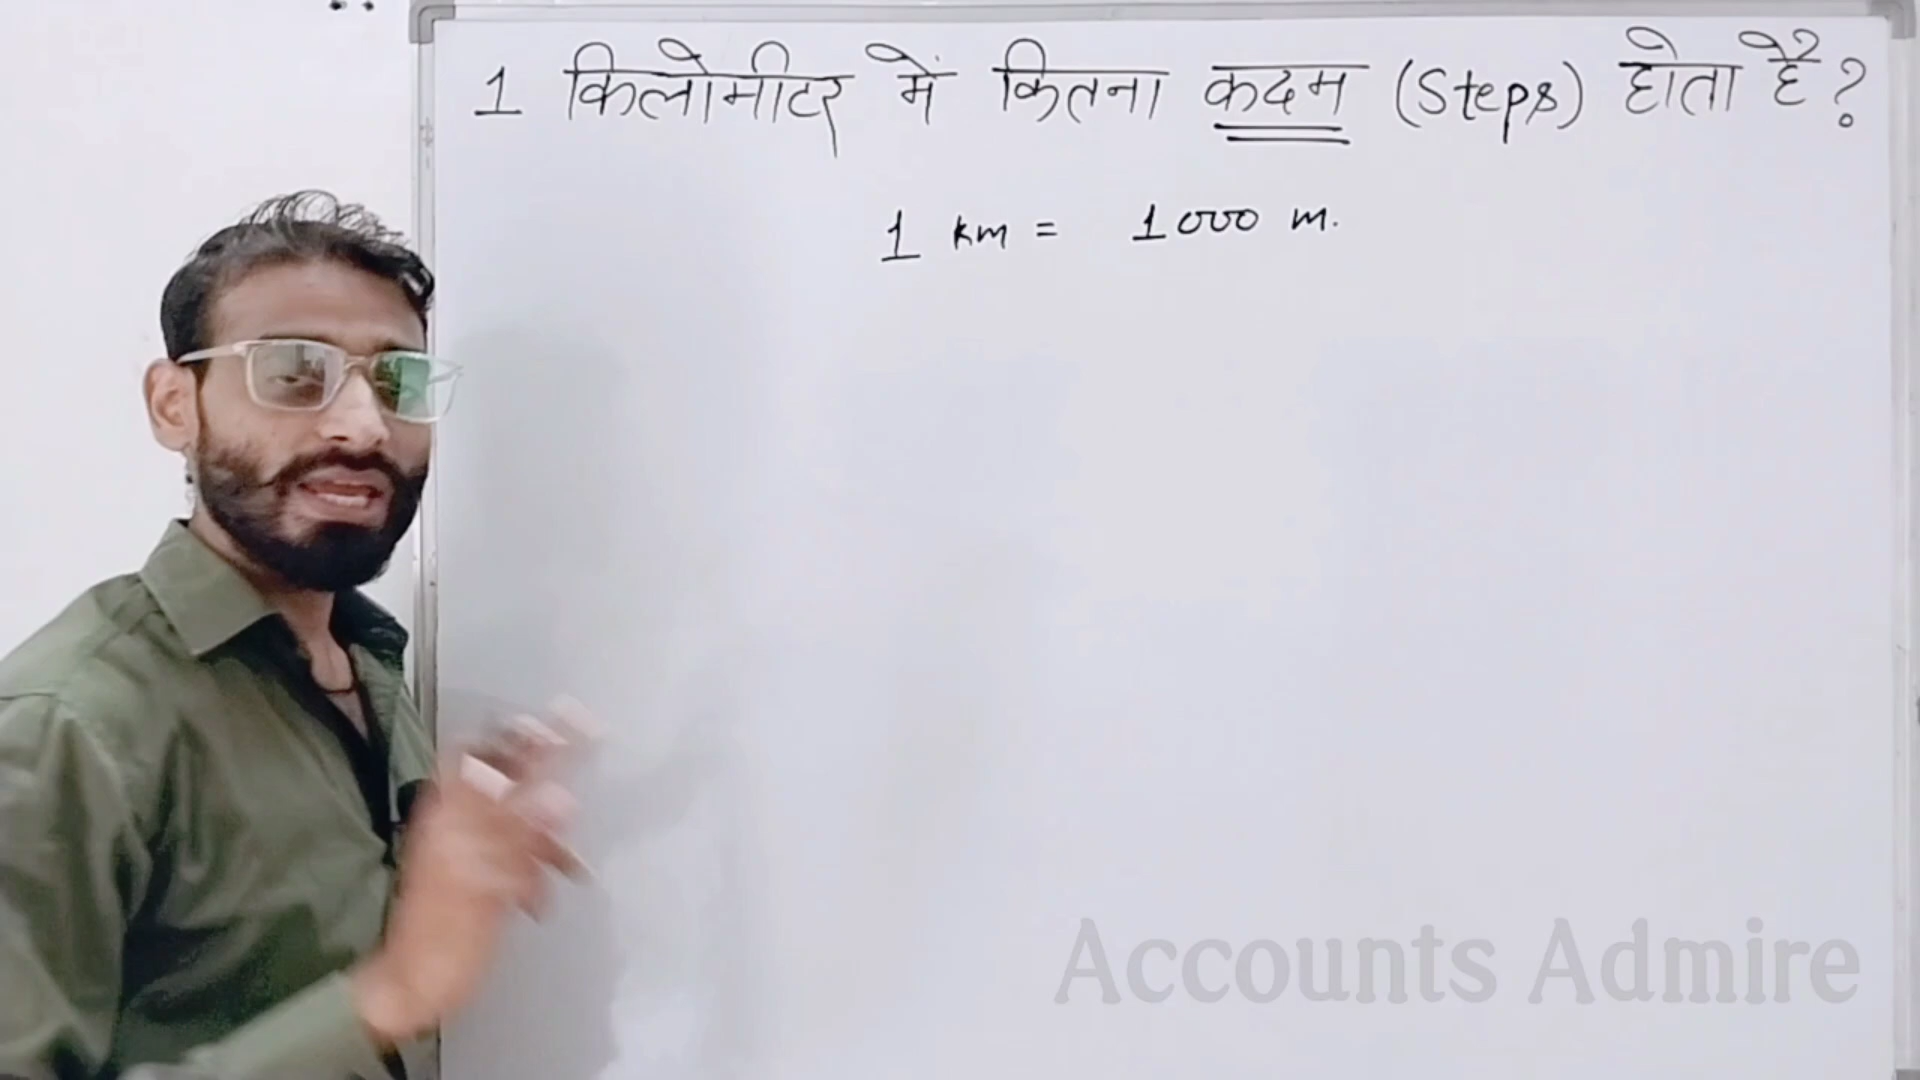 1 किलोमीटर में कितना कदम (Steps) होता है?
1 km = 1000 m.
Accounts Admire